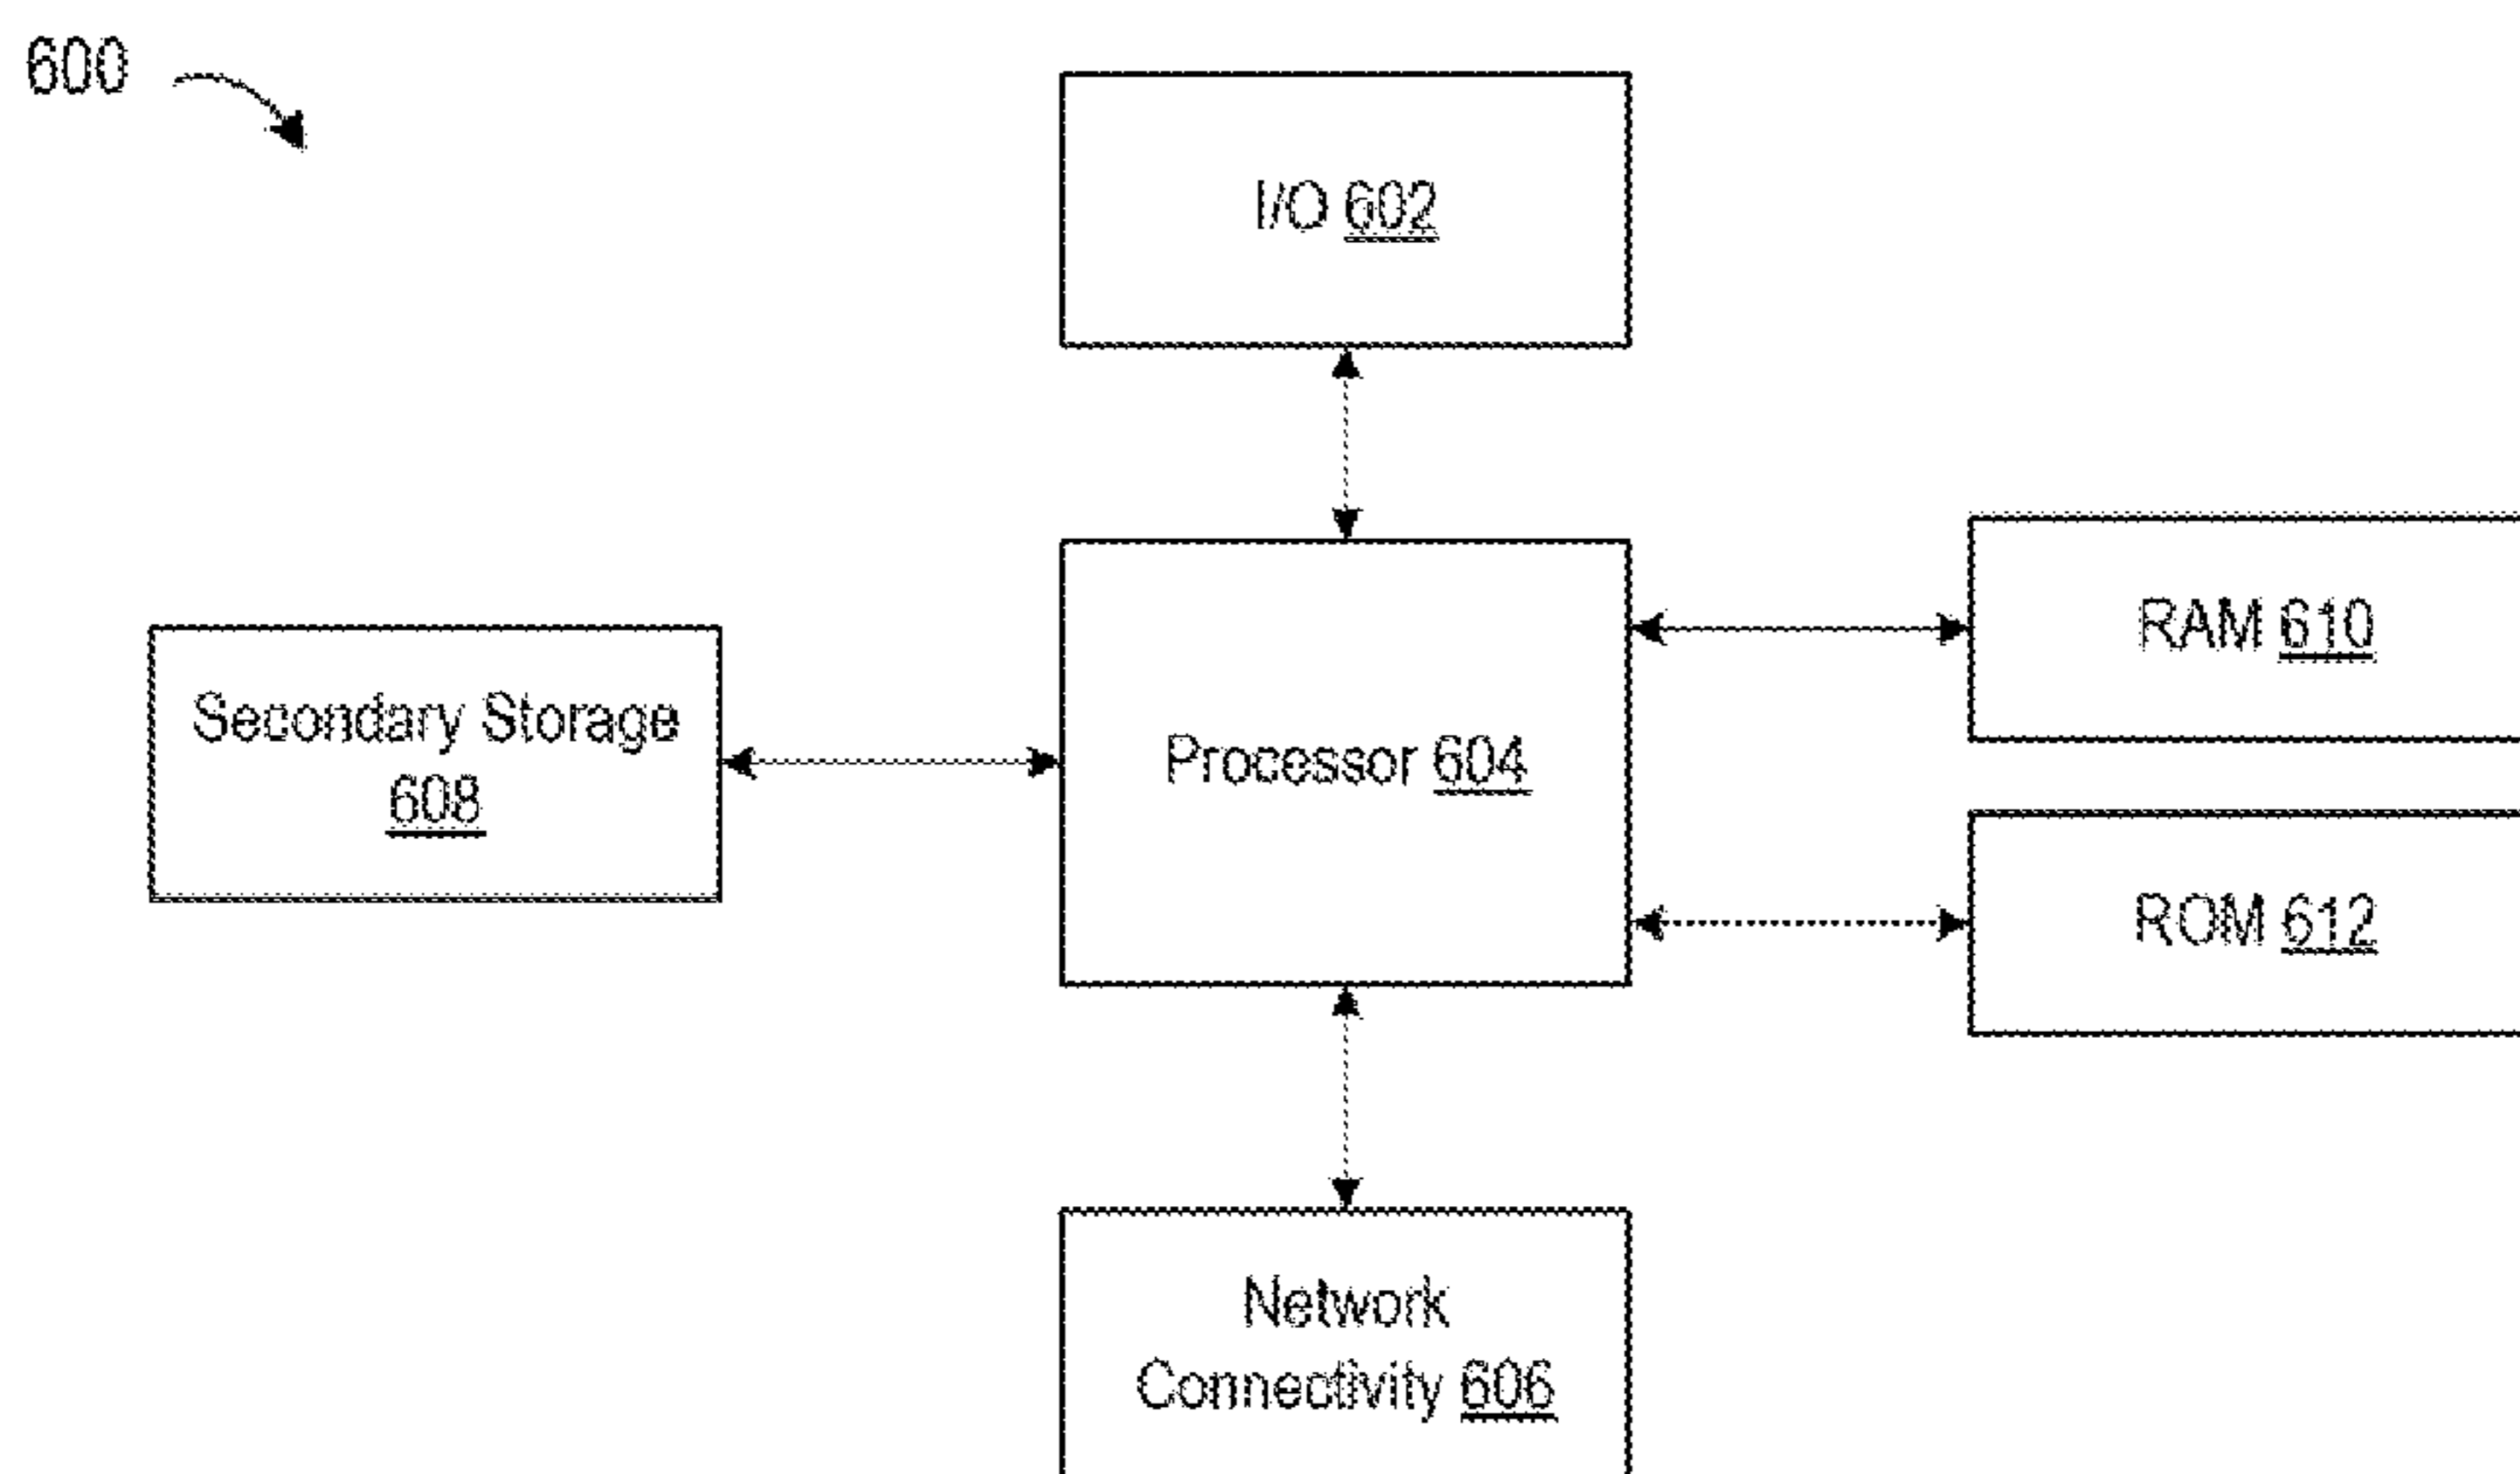 600
I/O 602
RAM 610
Secondary Storage
608
Processor 604
ROM 612
Network
Connectivity 606